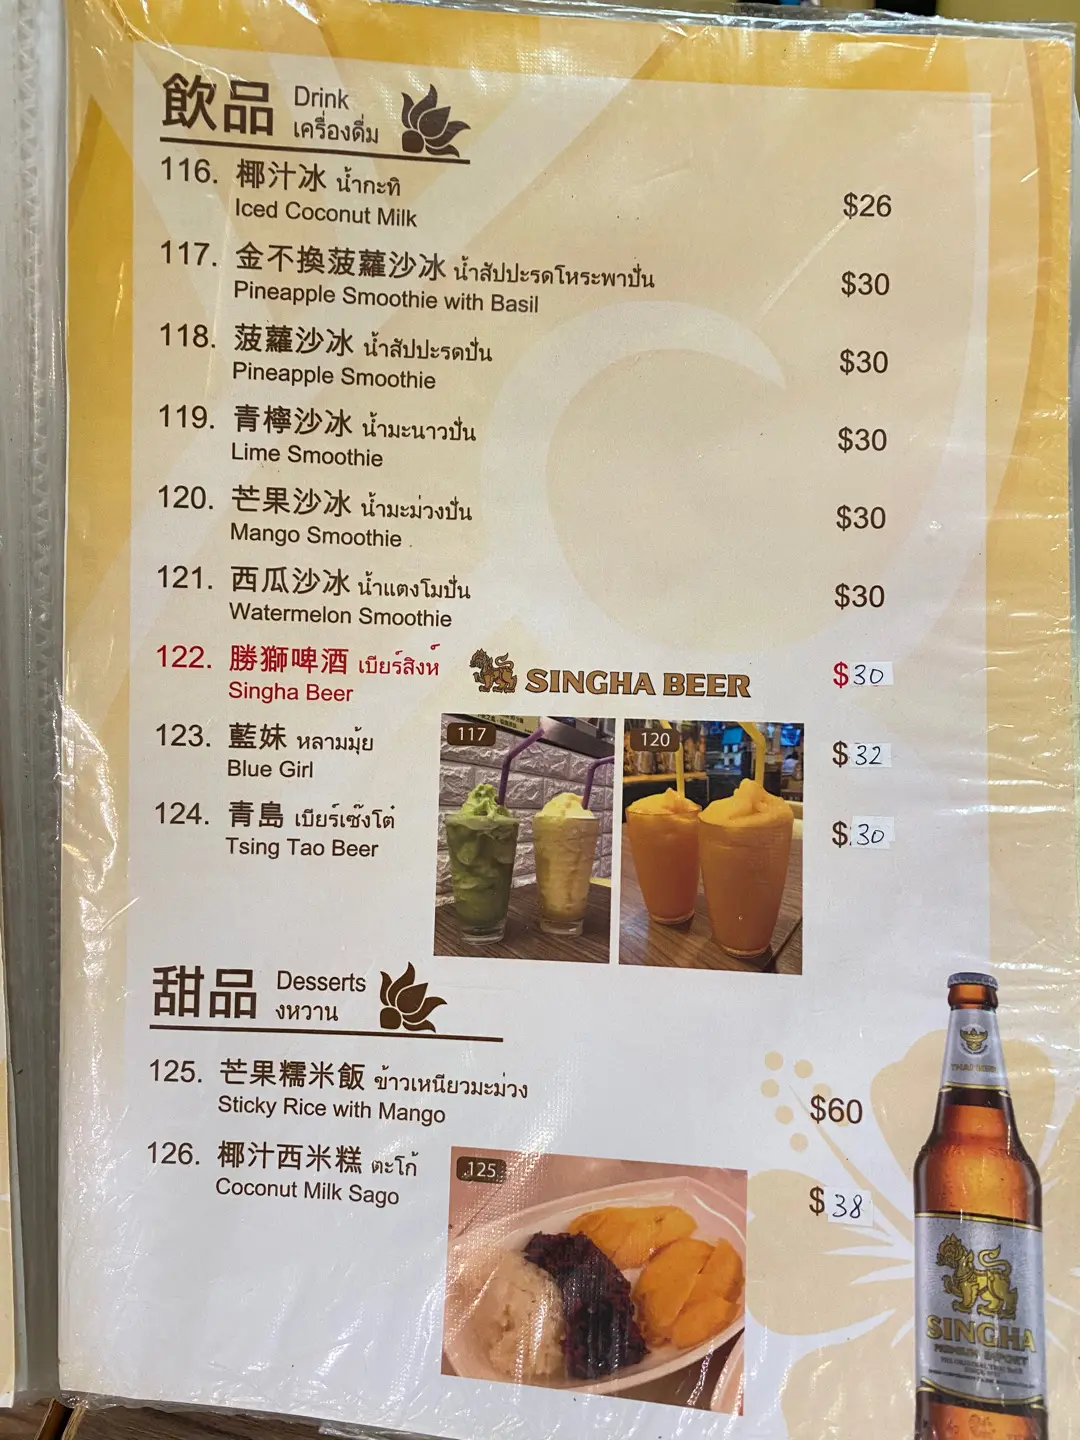 飲品 Drink
เครื่องดื่ม
116. 椰汁冰 น้ำกะทิ
Iced Coconut Milk
$26
117. 金不換菠蘿沙冰 น้ำสัปปะรดโหระพาปั่น
Pineapple Smoothie with Basil
$30
118. 菠蘿沙冰 น้ำสัปปะรดปั่น
Pineapple Smoothie
$30
119. 青檸沙冰 น้ำมะนาวปั่น
Lime Smoothie
$30
120. 芒果沙冰 น้ำมะม่วงปั่น
Mango Smoothie
$30
121. 西瓜沙冰 น้ำแตงโมปั่น
Watermelon Smoothie
$30
122. 勝獅啤酒 เบียร์สิงห์
Singha Beer
SINGHA BEER
$30
123. 藍妹 หลามมุ้ย
Blue Girl
$32
124. 青島 เบียร์เซ๊งโต๋
Tsing Tao Beer
$30
117
120
甜品 Desserts
งหวาน
125. 芒果糯米飯 ข้าวเหนียวมะม่วง
Sticky Rice with Mango
$60
126. 椰汁西米糕 ตะโก้
Coconut Milk Sago
$38
125
THAI BEER
SINGHA
PREMIUM IMPORT